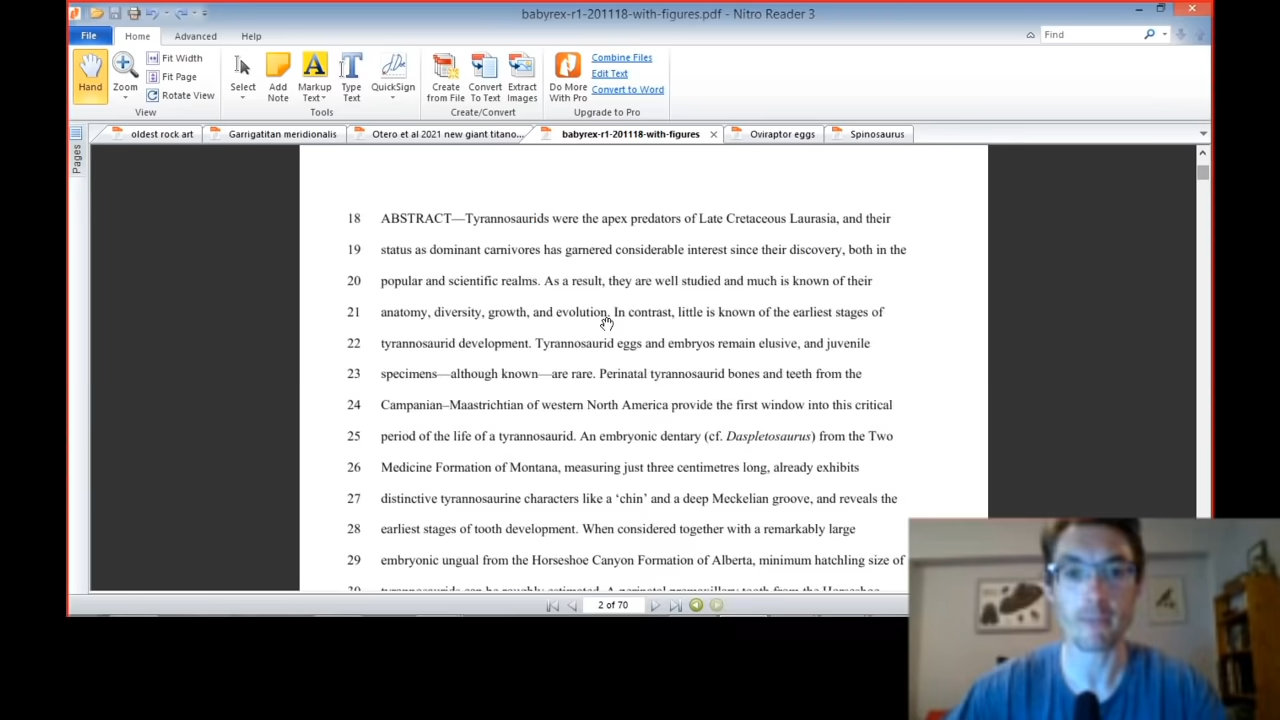 babyrex-r1-201118-with-figures.pdf - Nitro Reader 3
File Home Advanced Help Find
Hand
Zoom
Fit Width
Fit Page
Rotate View
View
Select
Add Note
Markup Text
Type Text
QuickSign
Tools
Create from File
Convert To Text
Extract Images
Create/Convert
Do More With Pro
Combine Files
Edit Text
Convert to Word
Upgrade to Pro
oldest rock art Garrigatitan meridionalis Otero et al 2021 new giant titano... babyrex-r1-201118-with-figures Oviraptor eggs Spinosaurus
Pages
18 ABSTRACT—Tyrannosaurids were the apex predators of Late Cretaceous Laurasia, and their
19 status as dominant carnivores has garnered considerable interest since their discovery, both in the
20 popular and scientific realms. As a result, they are well studied and much is known of their
21 anatomy, diversity, growth, and evolution. In contrast, little is known of the earliest stages of
22 tyrannosaurid development. Tyrannosaurid eggs and embryos remain elusive, and juvenile
23 specimens—although known—are rare. Perinatal tyrannosaurid bones and teeth from the
24 Campanian–Maastrichtian of western North America provide the first window into this critical
25 period of the life of a tyrannosaurid. An embryonic dentary (cf. Daspletosaurus) from the Two
26 Medicine Formation of Montana, measuring just three centimetres long, already exhibits
27 distinctive tyrannosaurine characters like a ‘chin’ and a deep Meckelian groove, and reveals the
28 earliest stages of tooth development. When considered together with a remarkably large
29 embryonic ungual from the Horseshoe Canyon Formation of Alberta, minimum hatchling size of
30 tyrannosaurids can be roughly estimated. A perinatal premaxillary tooth from the Horseshoe
2 of 70